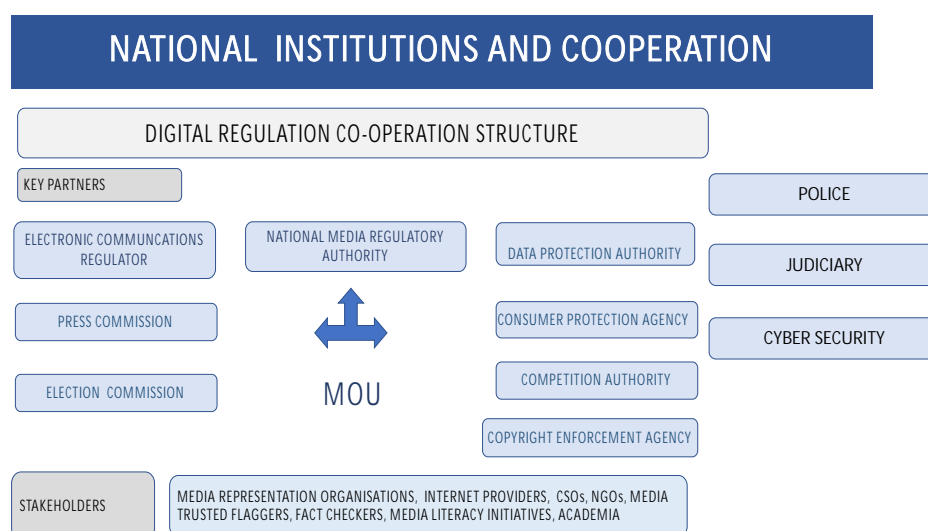 NATIONAL INSTITUTIONS AND COOPERATION
DIGITAL REGULATION CO-OPERATION STRUCTURE
KEY PARTNERS
ELECTRONIC COMMUNCATIONS
REGULATOR
NATIONAL MEDIA REGULATORY
AUTHORITY
DATA PROTECTION AUTHORITY
POLICE
JUDICIARY
PRESS COMMISSION
CONSUMER PROTECTION AGENCY
CYBER SECURITY
ELECTION COMMISSION
MOU
COMPETITION AUTHORITY
COPYRIGHT ENFORCEMENT AGENCY
STAKEHOLDERS
MEDIA REPRESENTATION ORGANISATIONS, INTERNET PROVIDERS, CSOs, NGOs, MEDIA
TRUSTED FLAGGERS, FACT CHECKERS, MEDIA LITERACY INITIATIVES, ACADEMIA